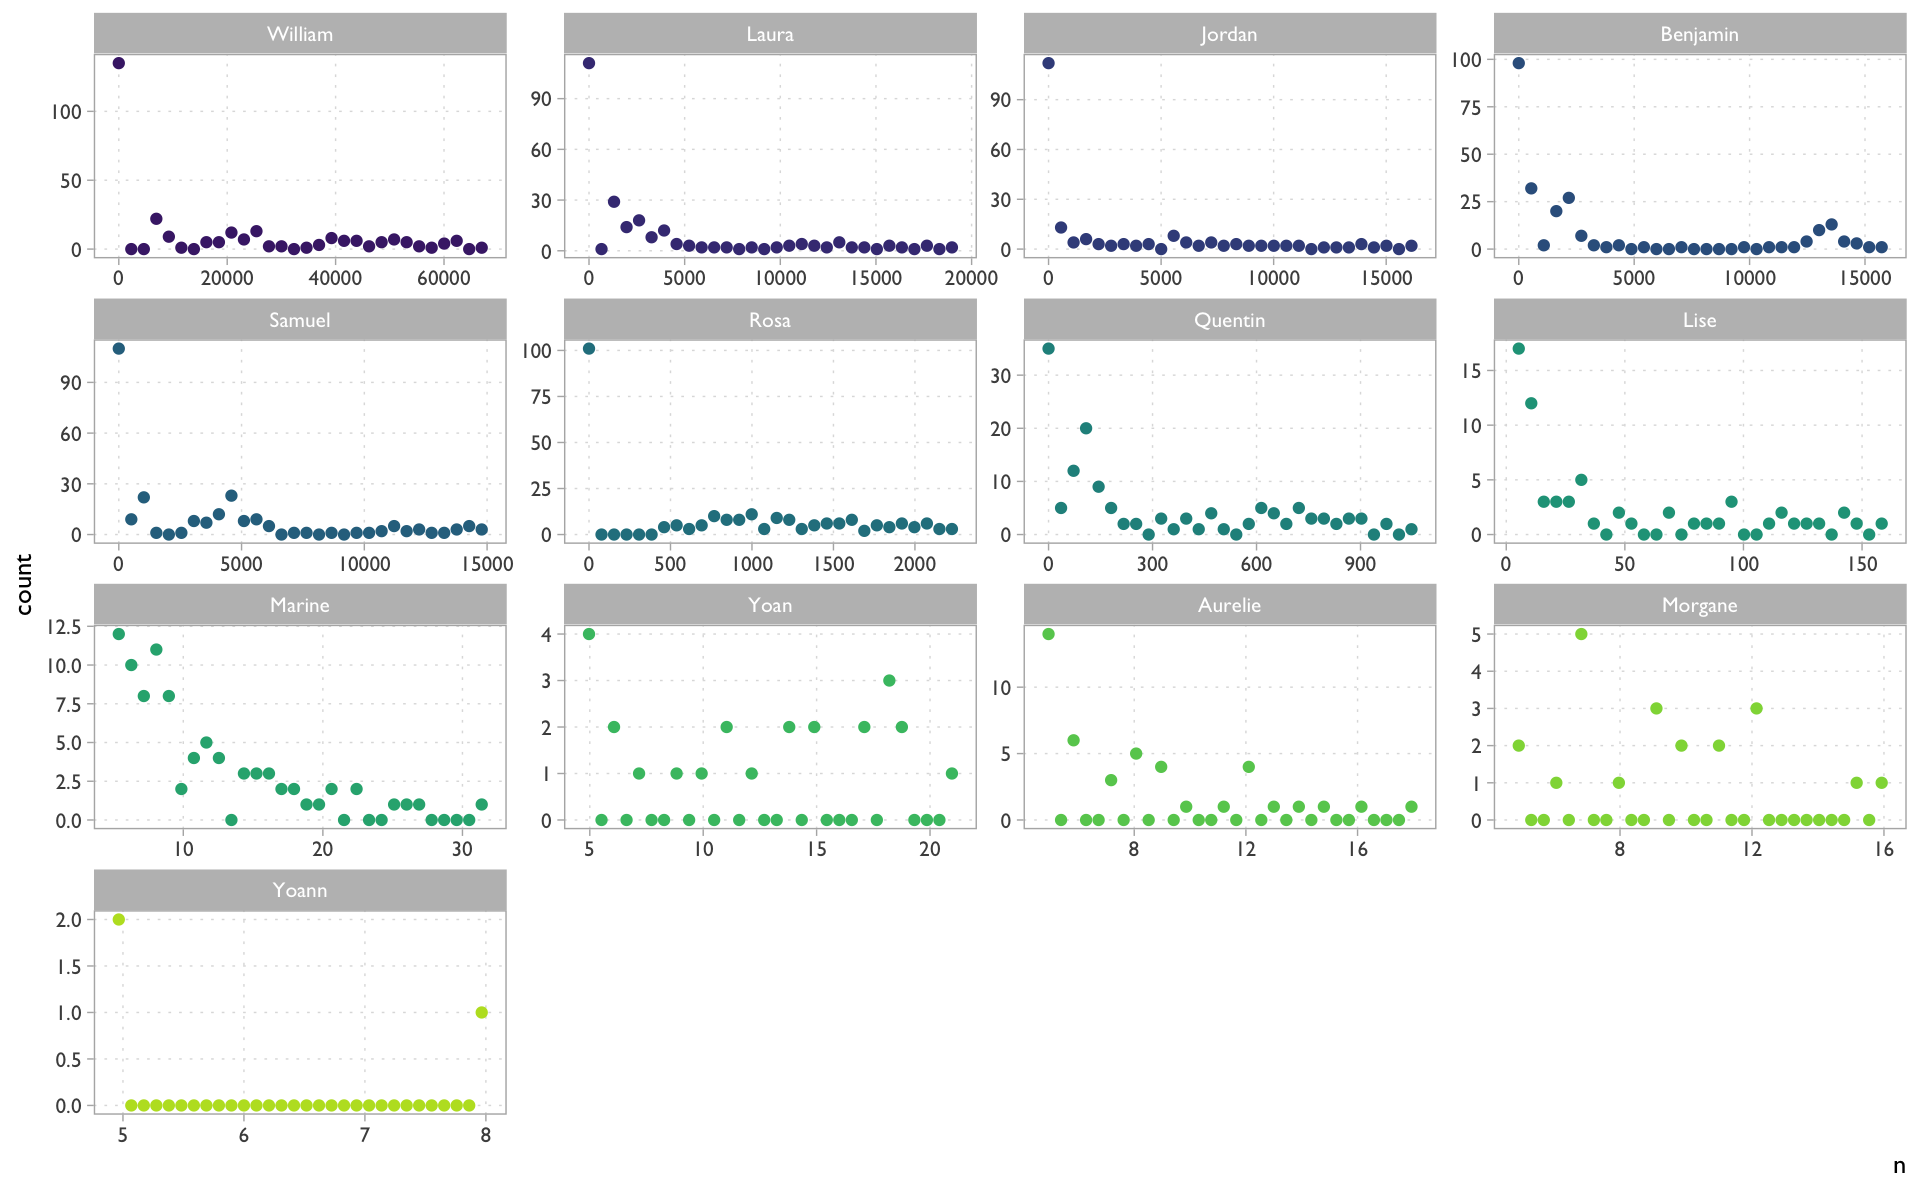 William Laura Jordan Benjamin
100 50 0
90 60 30 0
90 60 30 0
100 75 50 25 0
0 20000 40000 60000
0 5000 10000 15000 20000
0 5000 10000 15000
0 5000 10000 15000
Samuel Rosa Quentin Lise
90 60 30 0
100 75 50 25 0
30 20 10 0
15 10 5 0
0 5000 10000 15000
0 500 1000 1500 2000
0 300 600 900
0 50 100 150
count
Marine Yoan Aurelie Morgane
12.5 10.0 7.5 5.0 2.5 0.0
4 3 2 1 0
10 5 0
5 4 3 2 1 0
10 20 30
5 10 15 20
8 12 16
8 12 16
Yoann
2.0 1.5 1.0 0.5 0.0
5 6 7 8
n